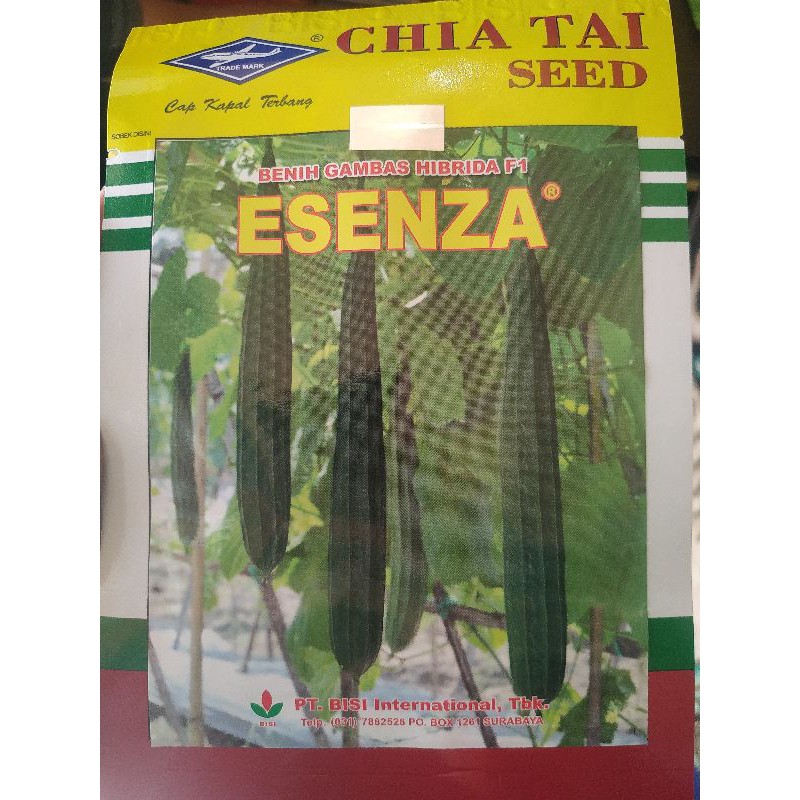 CHIA TAI
®
SEED
TRADE MARK
Cap Kapal Terbang
SOBEK DISINI
BENIH GAMBAS HIBRIDA F1
ESENZA®
BISI
PT. BISI International, Tbk.
Telp. (031) 7882528 PO. BOX 1261 SURABAYA